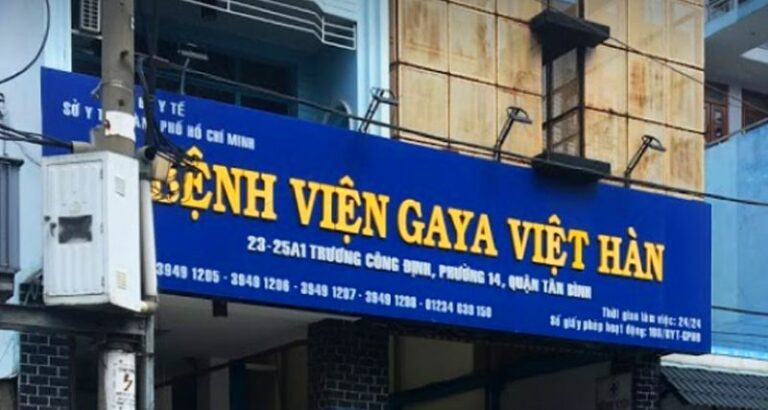 Y TẾ
SỞ Y PHỐ HỒ CHÍ MINH
BỆNH VIỆN GAYA VIỆT HÀN
23-25A1 TRƯƠNG CÔNG ĐỊNH, PHƯỜNG 14, QUẬN TÂN BÌNH
3949 1205 - 3949 1206 - 3949 1207 - 3949 1208 - 01234 639 150
Thời gian làm việc: 24/24
Số giấy phép hoạt động: